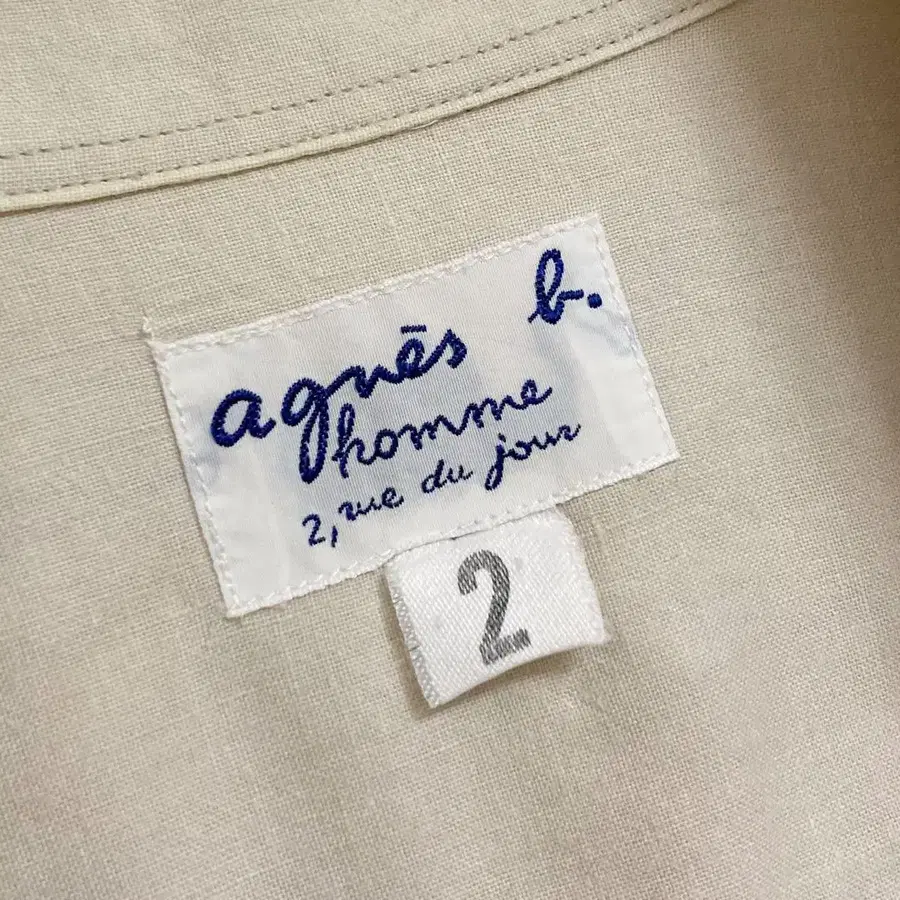 agnès b.
homme
2, rue du jour
2